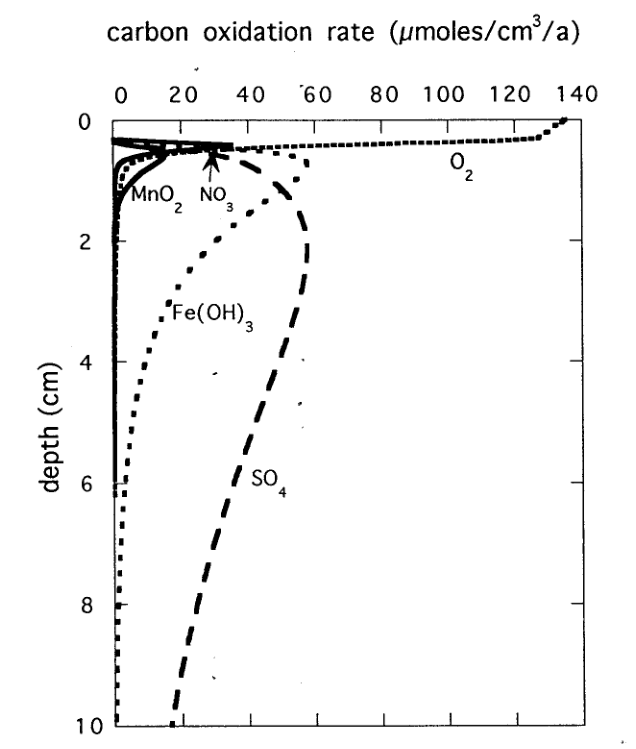 carbon oxidation rate (μmoles/cm³/a)
0 20 40 60 80 100 120 140
0
O₂
MnO₂ NO₃
2
Fe(OH)₃
4
depth (cm)
6
SO₄
8
10